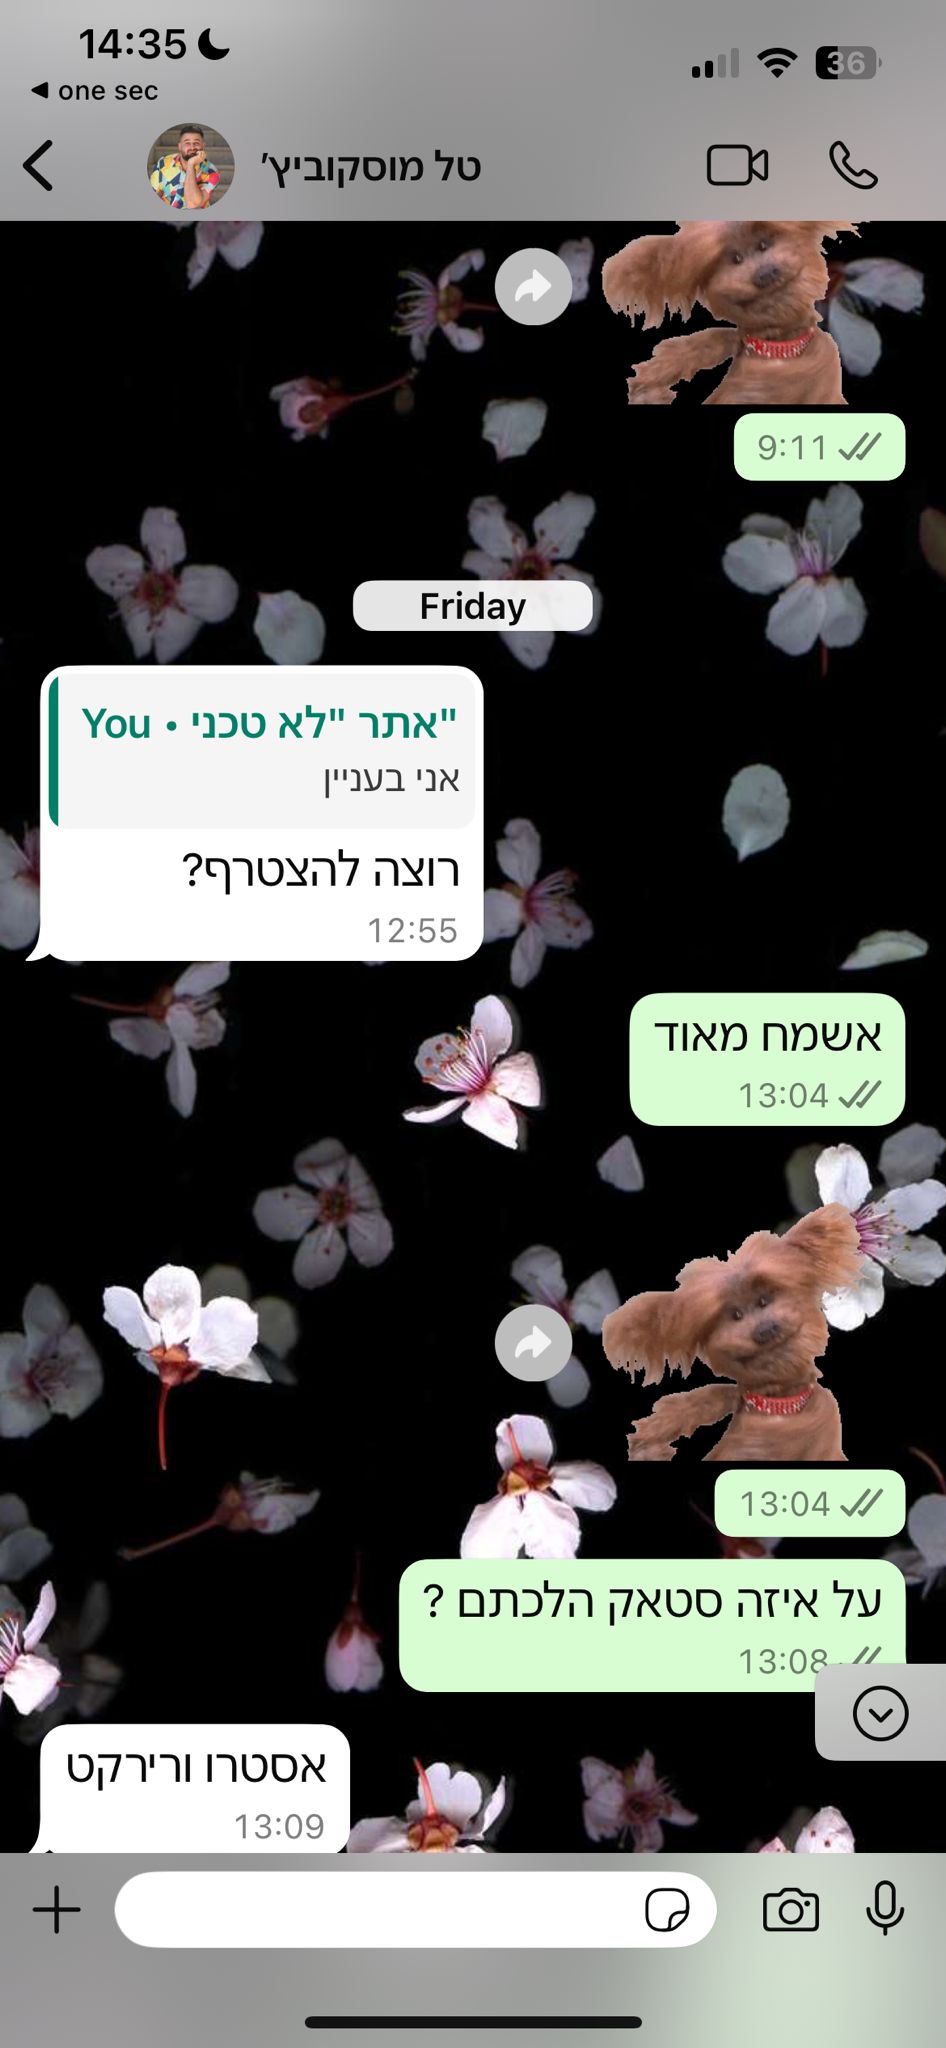 14:35
36
one sec
טל מוסקוביץ'
9:11
Friday
You • אתר "לא טכני"
אני בעניין
רוצה להצטרף?
12:55
אשמח מאוד
13:04
13:04
על איזה סטאק הלכתם ?
13:08
אסטרו ורירקט
13:09